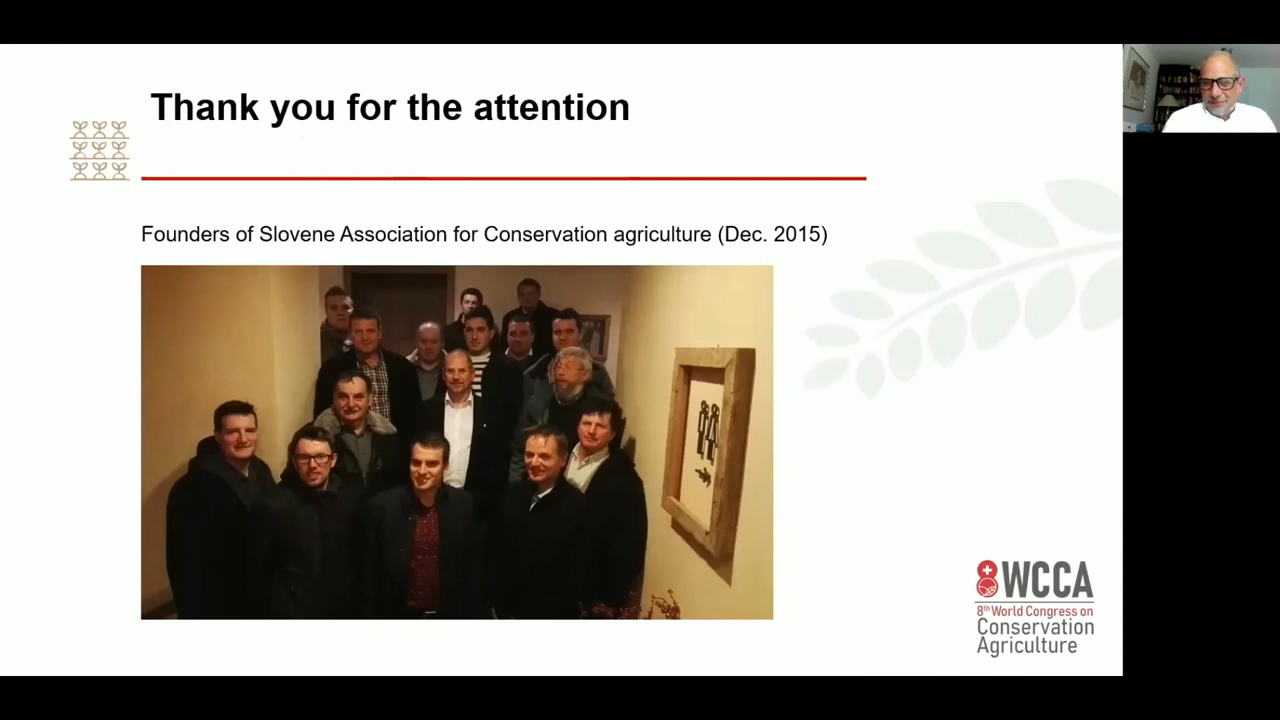 Thank you for the attention
Founders of Slovene Association for Conservation agriculture (Dec. 2015)
8WCCA
8th World Congress on
Conservation
Agriculture